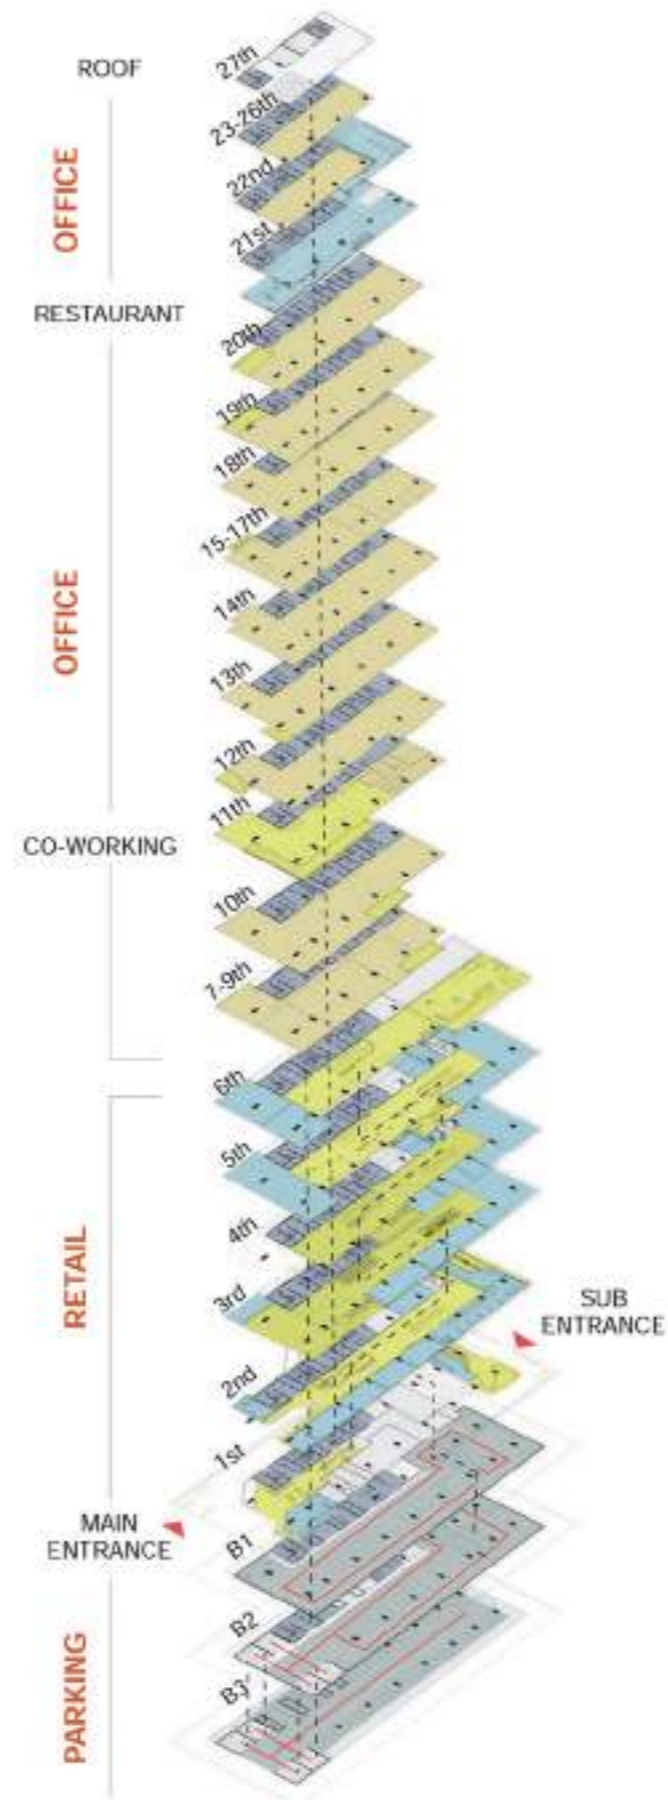 27th
ROOF
23-26th
OFFICE
22nd
21st
RESTAURANT
20th
19th
18th
15-17th
OFFICE
14th
13th
12th
11th
CO-WORKING
10th
7-9th
6th
5th
4th
RETAIL
3rd
SUB
ENTRANCE
2nd
1st
MAIN
ENTRANCE
B1
B2
PARKING
B3